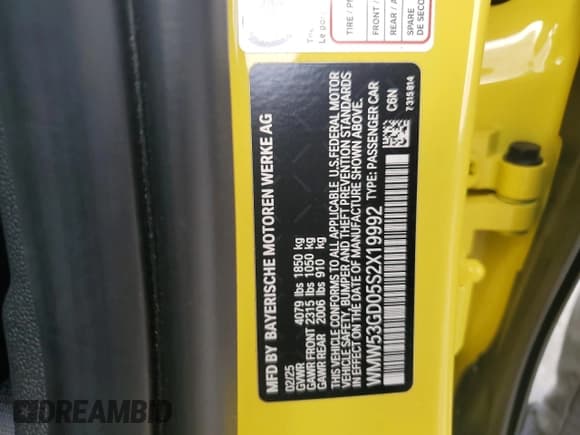 MFD BY BAYERISCHE MOTOREN WERKE AG
02/25
GVWR 4079 lbs 1850 kg
GAWR FRONT 2311 lbs 1050 kg
GAWR REAR 2006 lbs 910 kg
THIS VEHICLE CONFORMS TO ALL APPLICABLE U.S. FEDERAL MOTOR
VEHICLE SAFETY, BUMPER AND THEFT PREVENTION STANDARDS
IN EFFECT ON THE DATE OF MANUFACTURE SHOWN ABOVE.
WMW53GD05S2X19992 TYPE: PASSENGER CAR
C6N
7315814
TIRE /
FRONT /
REAR /
SPARE
DE SECO
DREAMBID